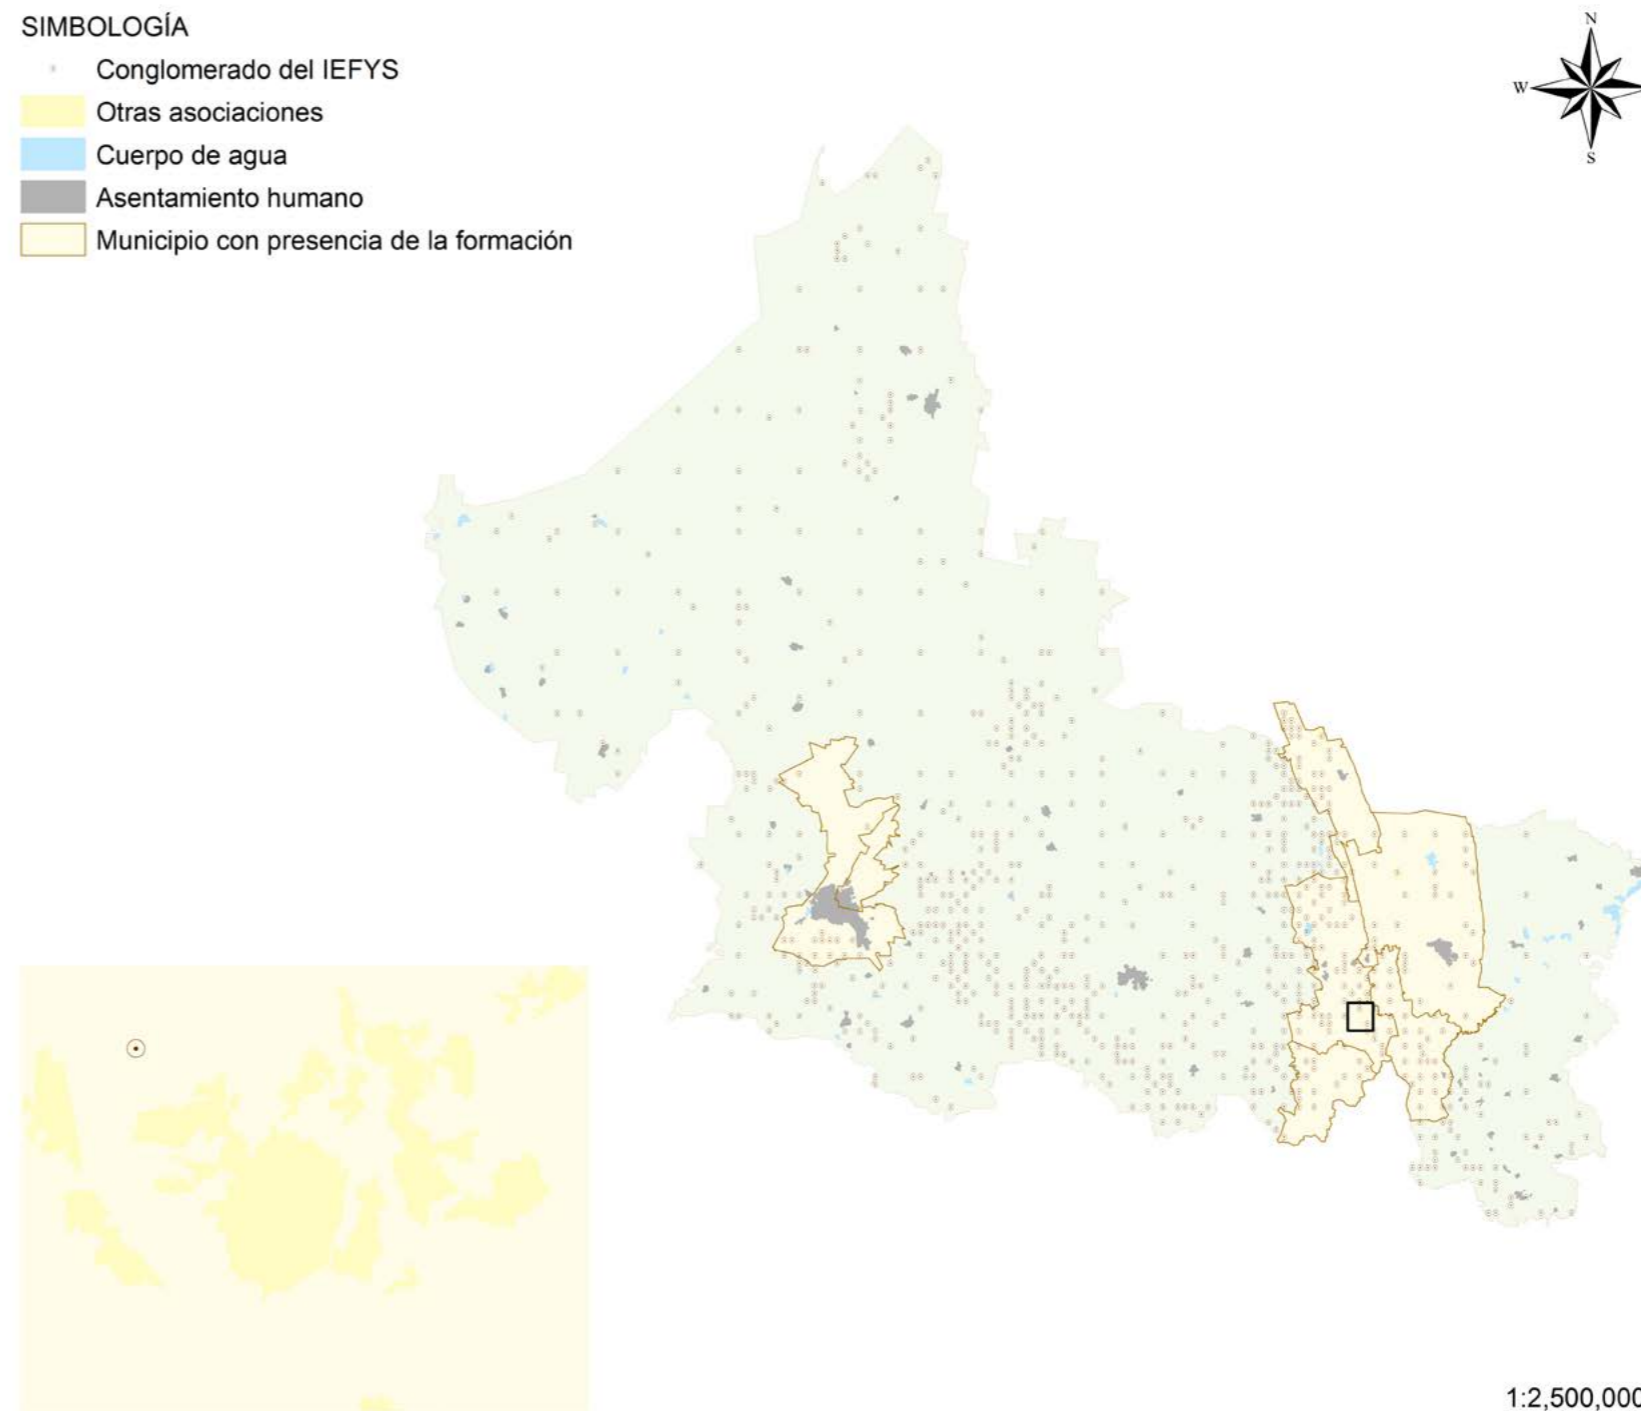 SIMBOLOGÍA
Conglomerado del IEFYS
Otras asociaciones
Cuerpo de agua
Asentamiento humano
Municipio con presencia de la formación
N
W
S
1:2,500,000